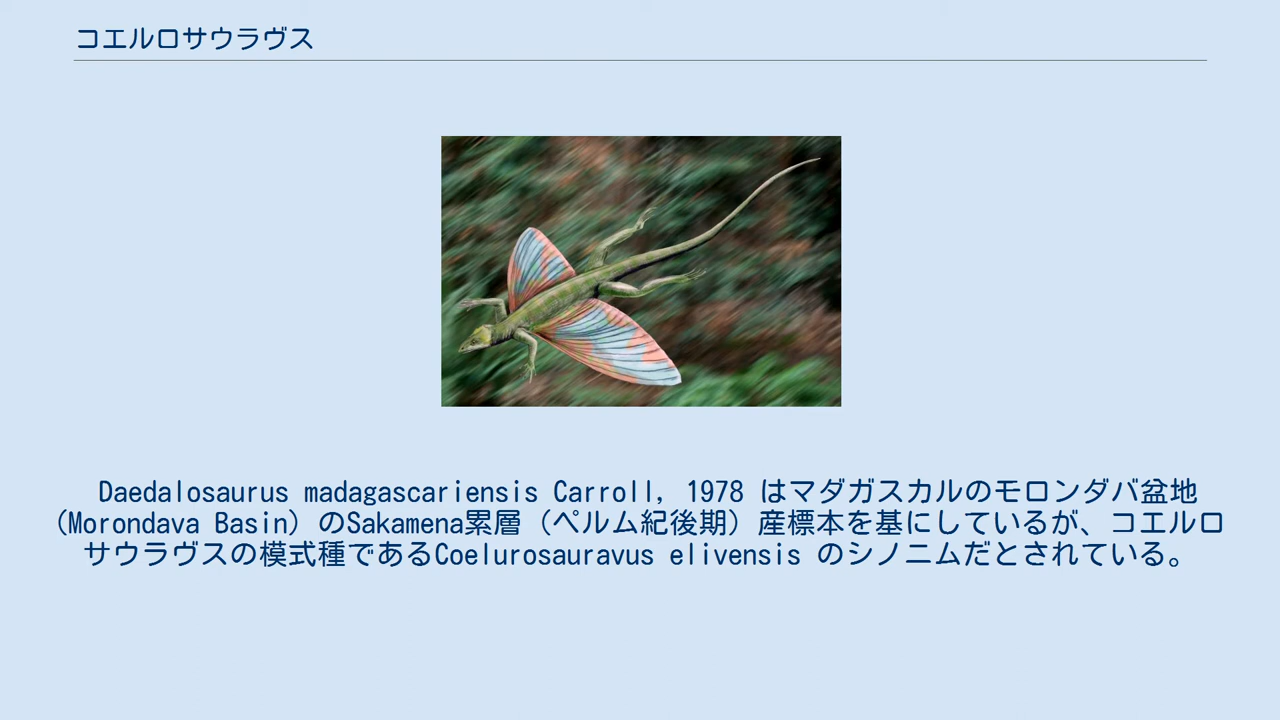 コエルロサウラヴス
Daedalosaurus madagascariensis Carroll, 1978 はマダガスカルのモロンダバ盆地
(Morondava Basin) のSakamena累層（ペルム紀後期）産標本を基にしているが、コエルロ
サウラヴスの模式種であるCoelurosauravus elivensis のシノニムだとされている。